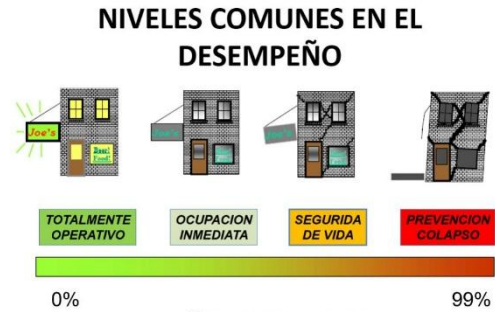 NIVELES COMUNES EN EL
DESEMPEÑO
Joe's
Beer!
Food!
Joe's
Joe's
TOTALMENTE
OPERATIVO
OCUPACION
INMEDIATA
SEGURIDA
DE VIDA
PREVENCION
COLAPSO
0%
99%